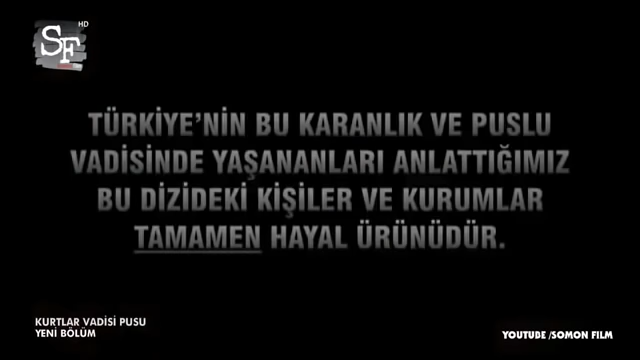 SF HD
TÜRKİYE'NİN BU KARANLIK VE PUSLU
VADİSİNDE YAŞANANLARI ANLATTIĞIMIZ
BU DİZİDEKİ KİŞİLER VE KURUMLAR
TAMAMEN HAYAL ÜRÜNÜDÜR.
KURTLAR VADİSİ PUSU
YENİ BÖLÜM
YOUTUBE /SOMON FILM